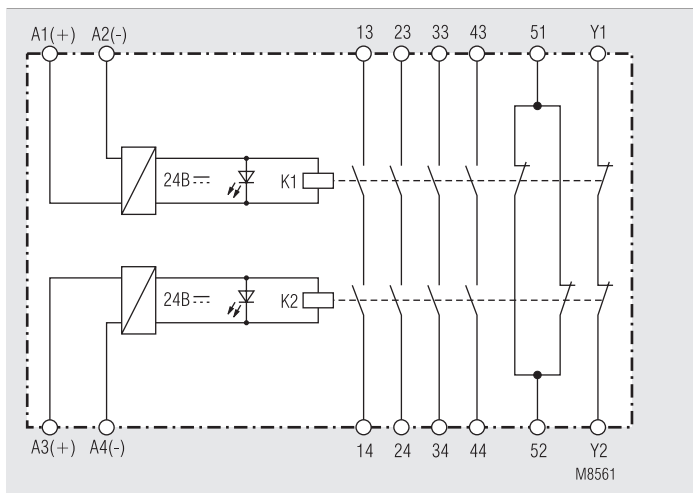 A1(+) A2(-) 13 23 33 43 51 Y1
24B K1
24B K2
A3(+) A4(-) 14 24 34 44 52 Y2
M8561